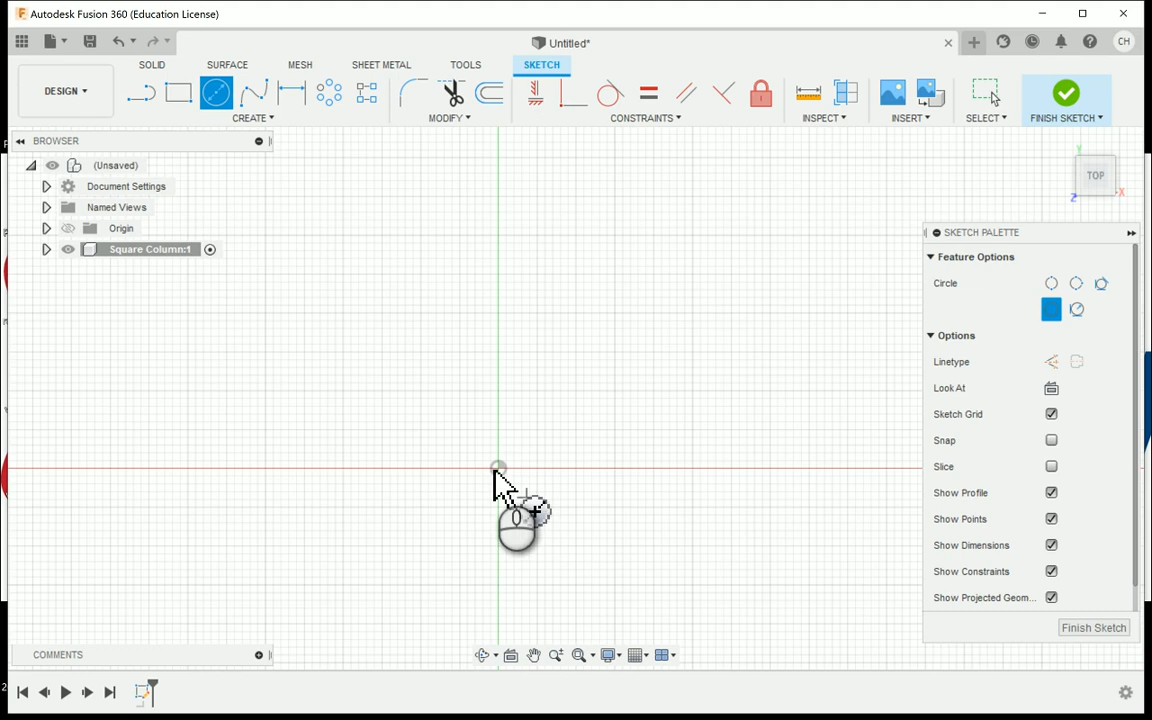 Autodesk Fusion 360 (Education License)
Untitled*
CH
DESIGN
SOLID SURFACE MESH SHEET METAL TOOLS SKETCH
CREATE MODIFY CONSTRAINTS INSPECT INSERT SELECT FINISH SKETCH
BROWSER
(Unsaved)
Document Settings
Named Views
Origin
Square Column:1
Y
TOP
X
Z
SKETCH PALETTE
Feature Options
Circle
Options
Linetype
Look At
Sketch Grid
Snap
Slice
Show Profile
Show Points
Show Dimensions
Show Constraints
Show Projected Geom...
Finish Sketch
COMMENTS